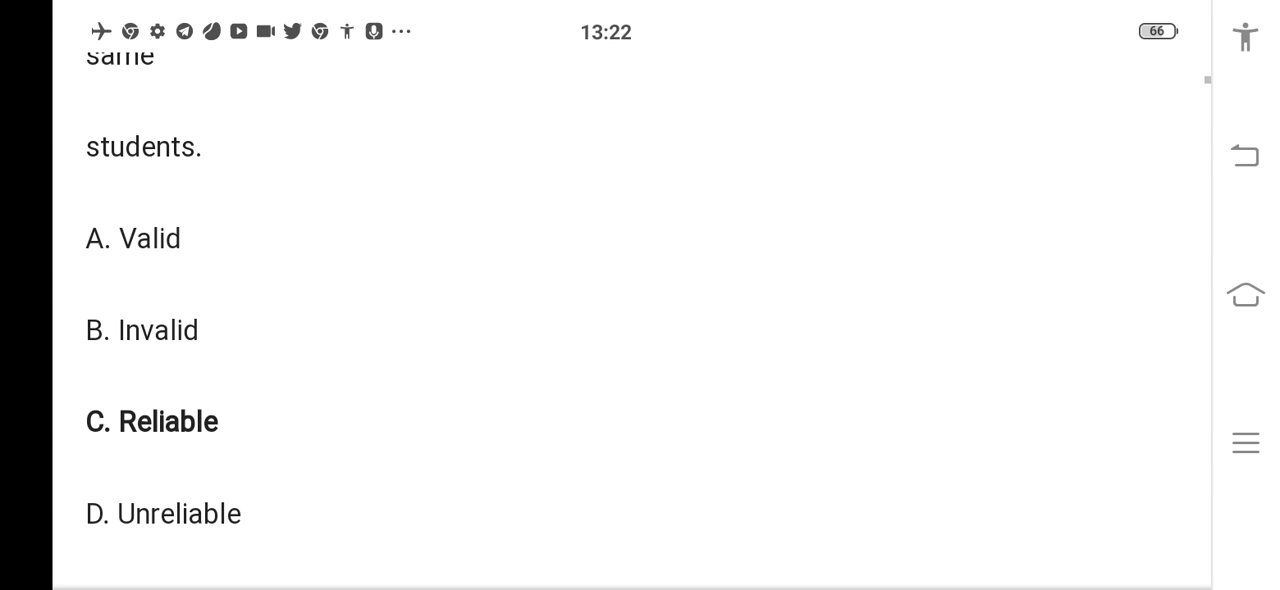 13:22
66
same
students.
A. Valid
B. Invalid
C. Reliable
D. Unreliable